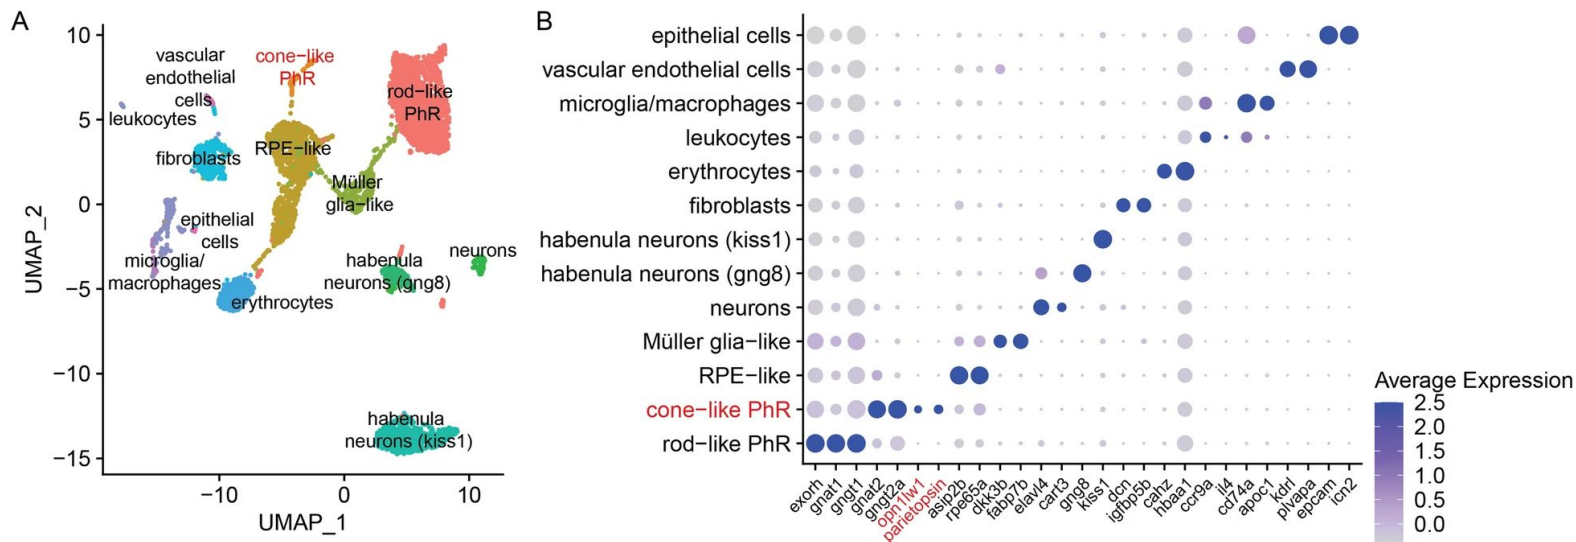 A
10
5
0
−5
−10
−15
UMAP_2
−10
0
10
UMAP_1
vascular
endothelial
cells
leukocytes
cone−like
PhR
rod−like
PhR
fibroblasts
RPE−like
Müller
glia−like
epithelial
cells
microglia/
macrophages
erythrocytes
habenula
neurons (gng8)
neurons
habenula
neurons (kiss1)
B
epithelial cells
vascular endothelial cells
microglia/macrophages
leukocytes
erythrocytes
fibroblasts
habenula neurons (kiss1)
habenula neurons (gng8)
neurons
Müller glia−like
RPE−like
cone−like PhR
rod−like PhR
exorh
gnat1
gngt1
gnat2
gngt2a
opn1lw1
parietopsin
asip2b
rpe65a
dkk3b
fabp7b
elavl4
cart3
gng8
kiss1
dcn
igfbp5b
cahz
hbaa1
ccr9a
il4
cd74a
apoc1
kdrl
plvapa
epcam
icn2
Average Expression
2.5
2.0
1.5
1.0
0.5
0.0